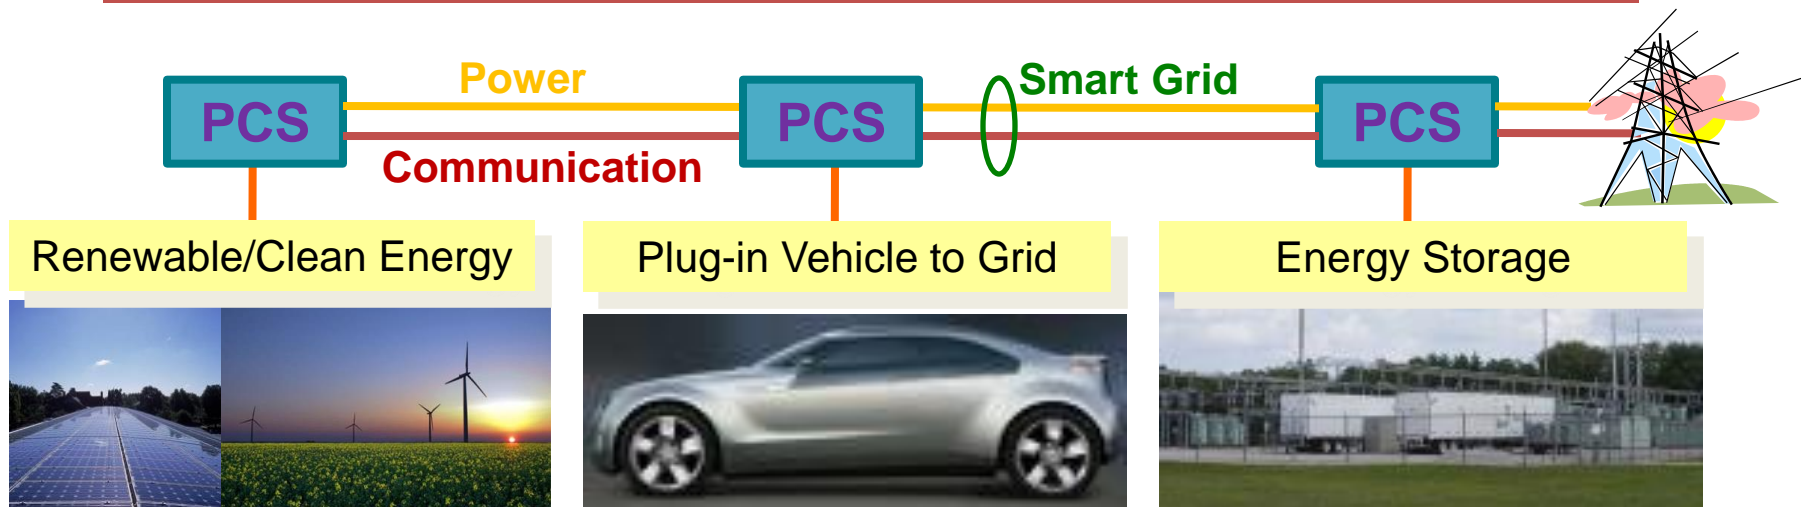 Power
Smart Grid
PCS
PCS
PCS
Communication
Renewable/Clean Energy
Plug-in Vehicle to Grid
Energy Storage